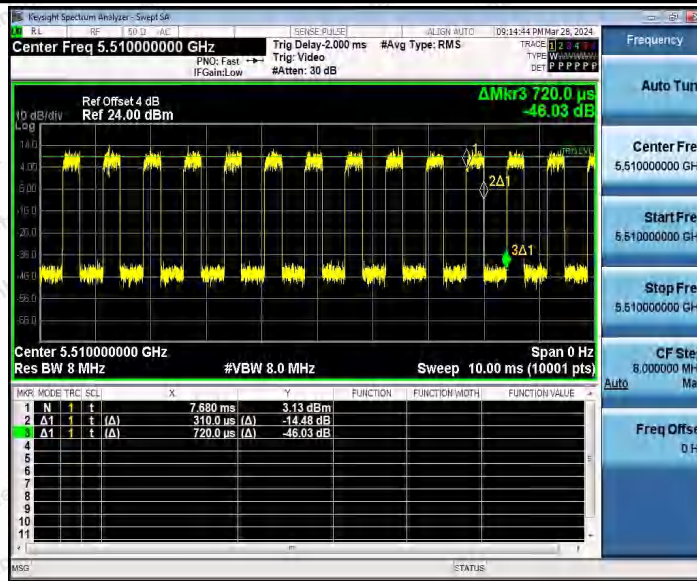 Keysight Spectrum Analyzer - Swept SA
RL RF 50 Ω AC SENSE:PULSE ALIGN AUTO 09:14:44 PM Mar 28, 2024
Center Freq 5.510000000 GHz
PNO: Fast
IFGain:Low
Trig Delay-2.000 ms
Trig: Video
#Atten: 30 dB
#Avg Type: RMS
TRACE 1 2 3 4 5 6
TYPE W
DET P P P P P P
ΔMkr3 720.0 µs
-46.03 dB
10 dB/div
Log
Ref Offset 4 dB
Ref 24.00 dBm
14.0
4.00
-6.00
-16.0
-26.0
-36.0
-46.0
-56.0
-66.0
TRIG LVL
1
2Δ1
3Δ1
Center 5.510000000 GHz Span 0 Hz
Res BW 8 MHz #VBW 8.0 MHz Sweep 10.00 ms (10001 pts)
MKR MODE TRC SCL X Y FUNCTION FUNCTION WIDTH FUNCTION VALUE
1 N 1 t 7.680 ms 3.13 dBm
2 Δ1 1 t (Δ) 310.0 µs (Δ) -14.48 dB
3 Δ1 1 t (Δ) 720.0 µs (Δ) -46.03 dB
4
5
6
7
8
9
10
11
MSG STATUS
Frequency
Auto Tun
Center Fre
5.510000000 GH
Start Fre
5.510000000 GH
Stop Fre
5.510000000 GH
CF Ste
8.000000 MH
Auto Ma
Freq Offse
0 H